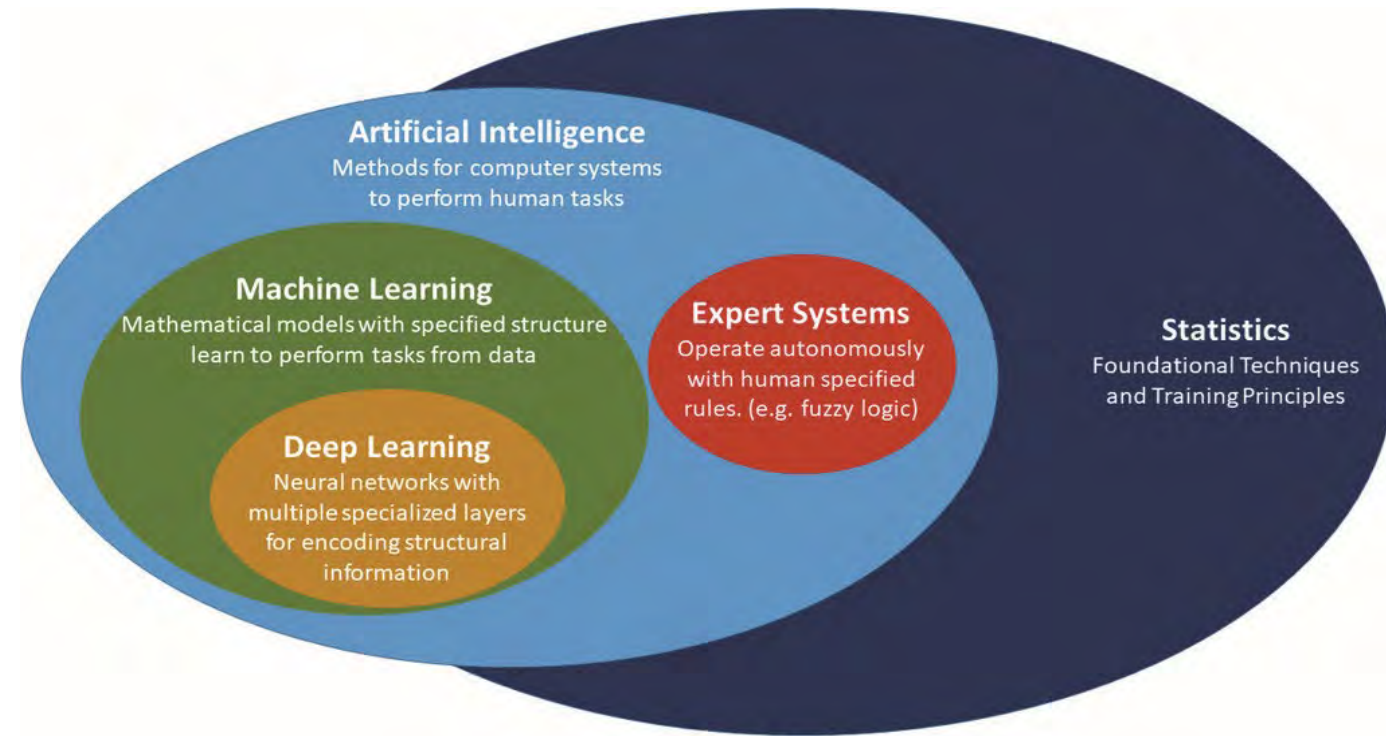 Artificial Intelligence
Methods for computer systems
to perform human tasks
Machine Learning
Mathematical models with specified structure
learn to perform tasks from data
Deep Learning
Neural networks with
multiple specialized layers
for encoding structural
information
Expert Systems
Operate autonomously
with human specified
rules. (e.g. fuzzy logic)
Statistics
Foundational Techniques
and Training Principles